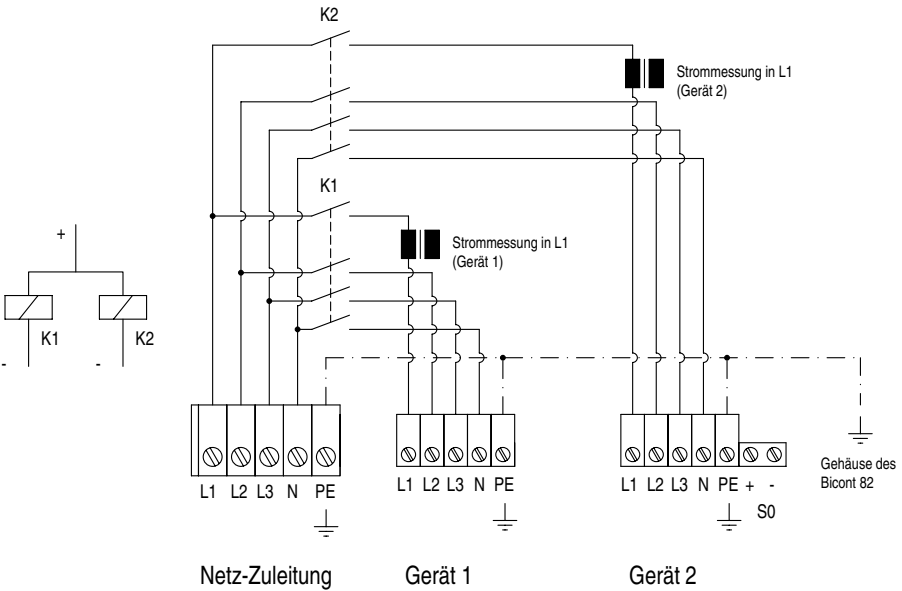 K2
Strommessung in L1
(Gerät 2)
K1
Strommessung in L1
(Gerät 1)
+
K1 K2
- -
L1 L2 L3 N PE
L1 L2 L3 N PE
L1 L2 L3 N PE + -
S0
Gehäuse des
Bicont 82
Netz-Zuleitung
Gerät 1
Gerät 2